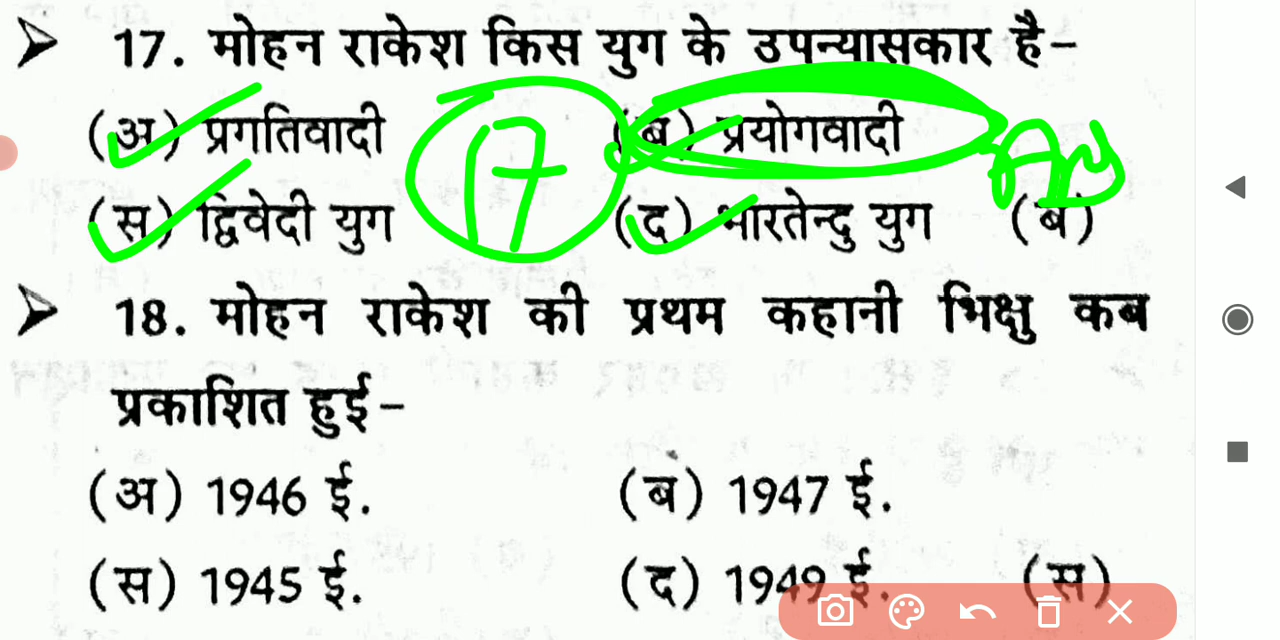 17. मोहन राकेश किस युग के उपन्यासकार है-
(अ) प्रगतिवादी (ब) प्रयोगवादी
17 Ans
(स) द्विवेदी युग (द) भारतेन्दु युग (ब)
18. मोहन राकेश की प्रथम कहानी भिक्षु कब
प्रकाशित हुई-
(अ) 1946 ई. (ब) 1947 ई.
(स) 1945 ई. (द) 1949 ई. (स)